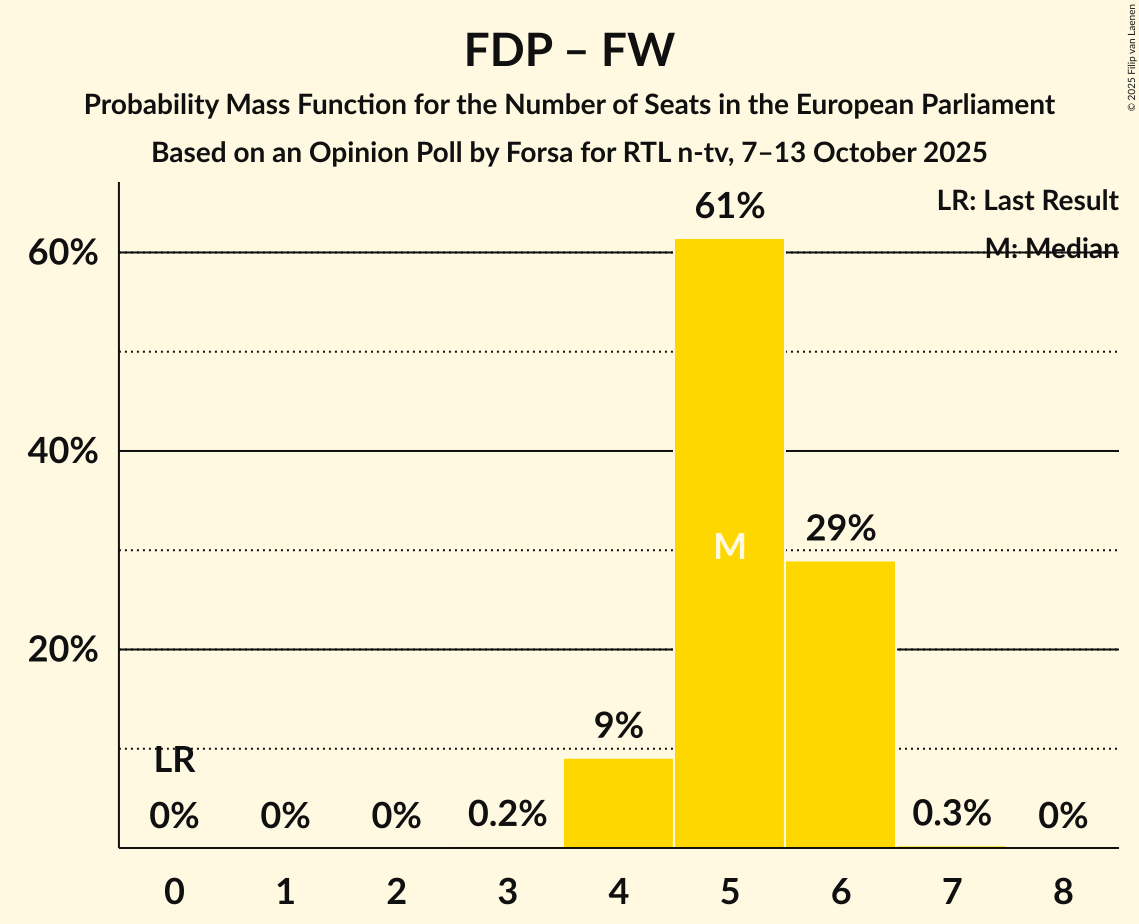 FDP – FW
Probability Mass Function for the Number of Seats in the European Parliament
Based on an Opinion Poll by Forsa for RTL n-tv, 7–13 October 2025
© 2025 Filip van Laenen
LR: Last Result
M: Median
60%
40%
20%
61%
M
29%
9%
LR
0%
0%
0%
0.2%
0.3%
0%
0 1 2 3 4 5 6 7 8